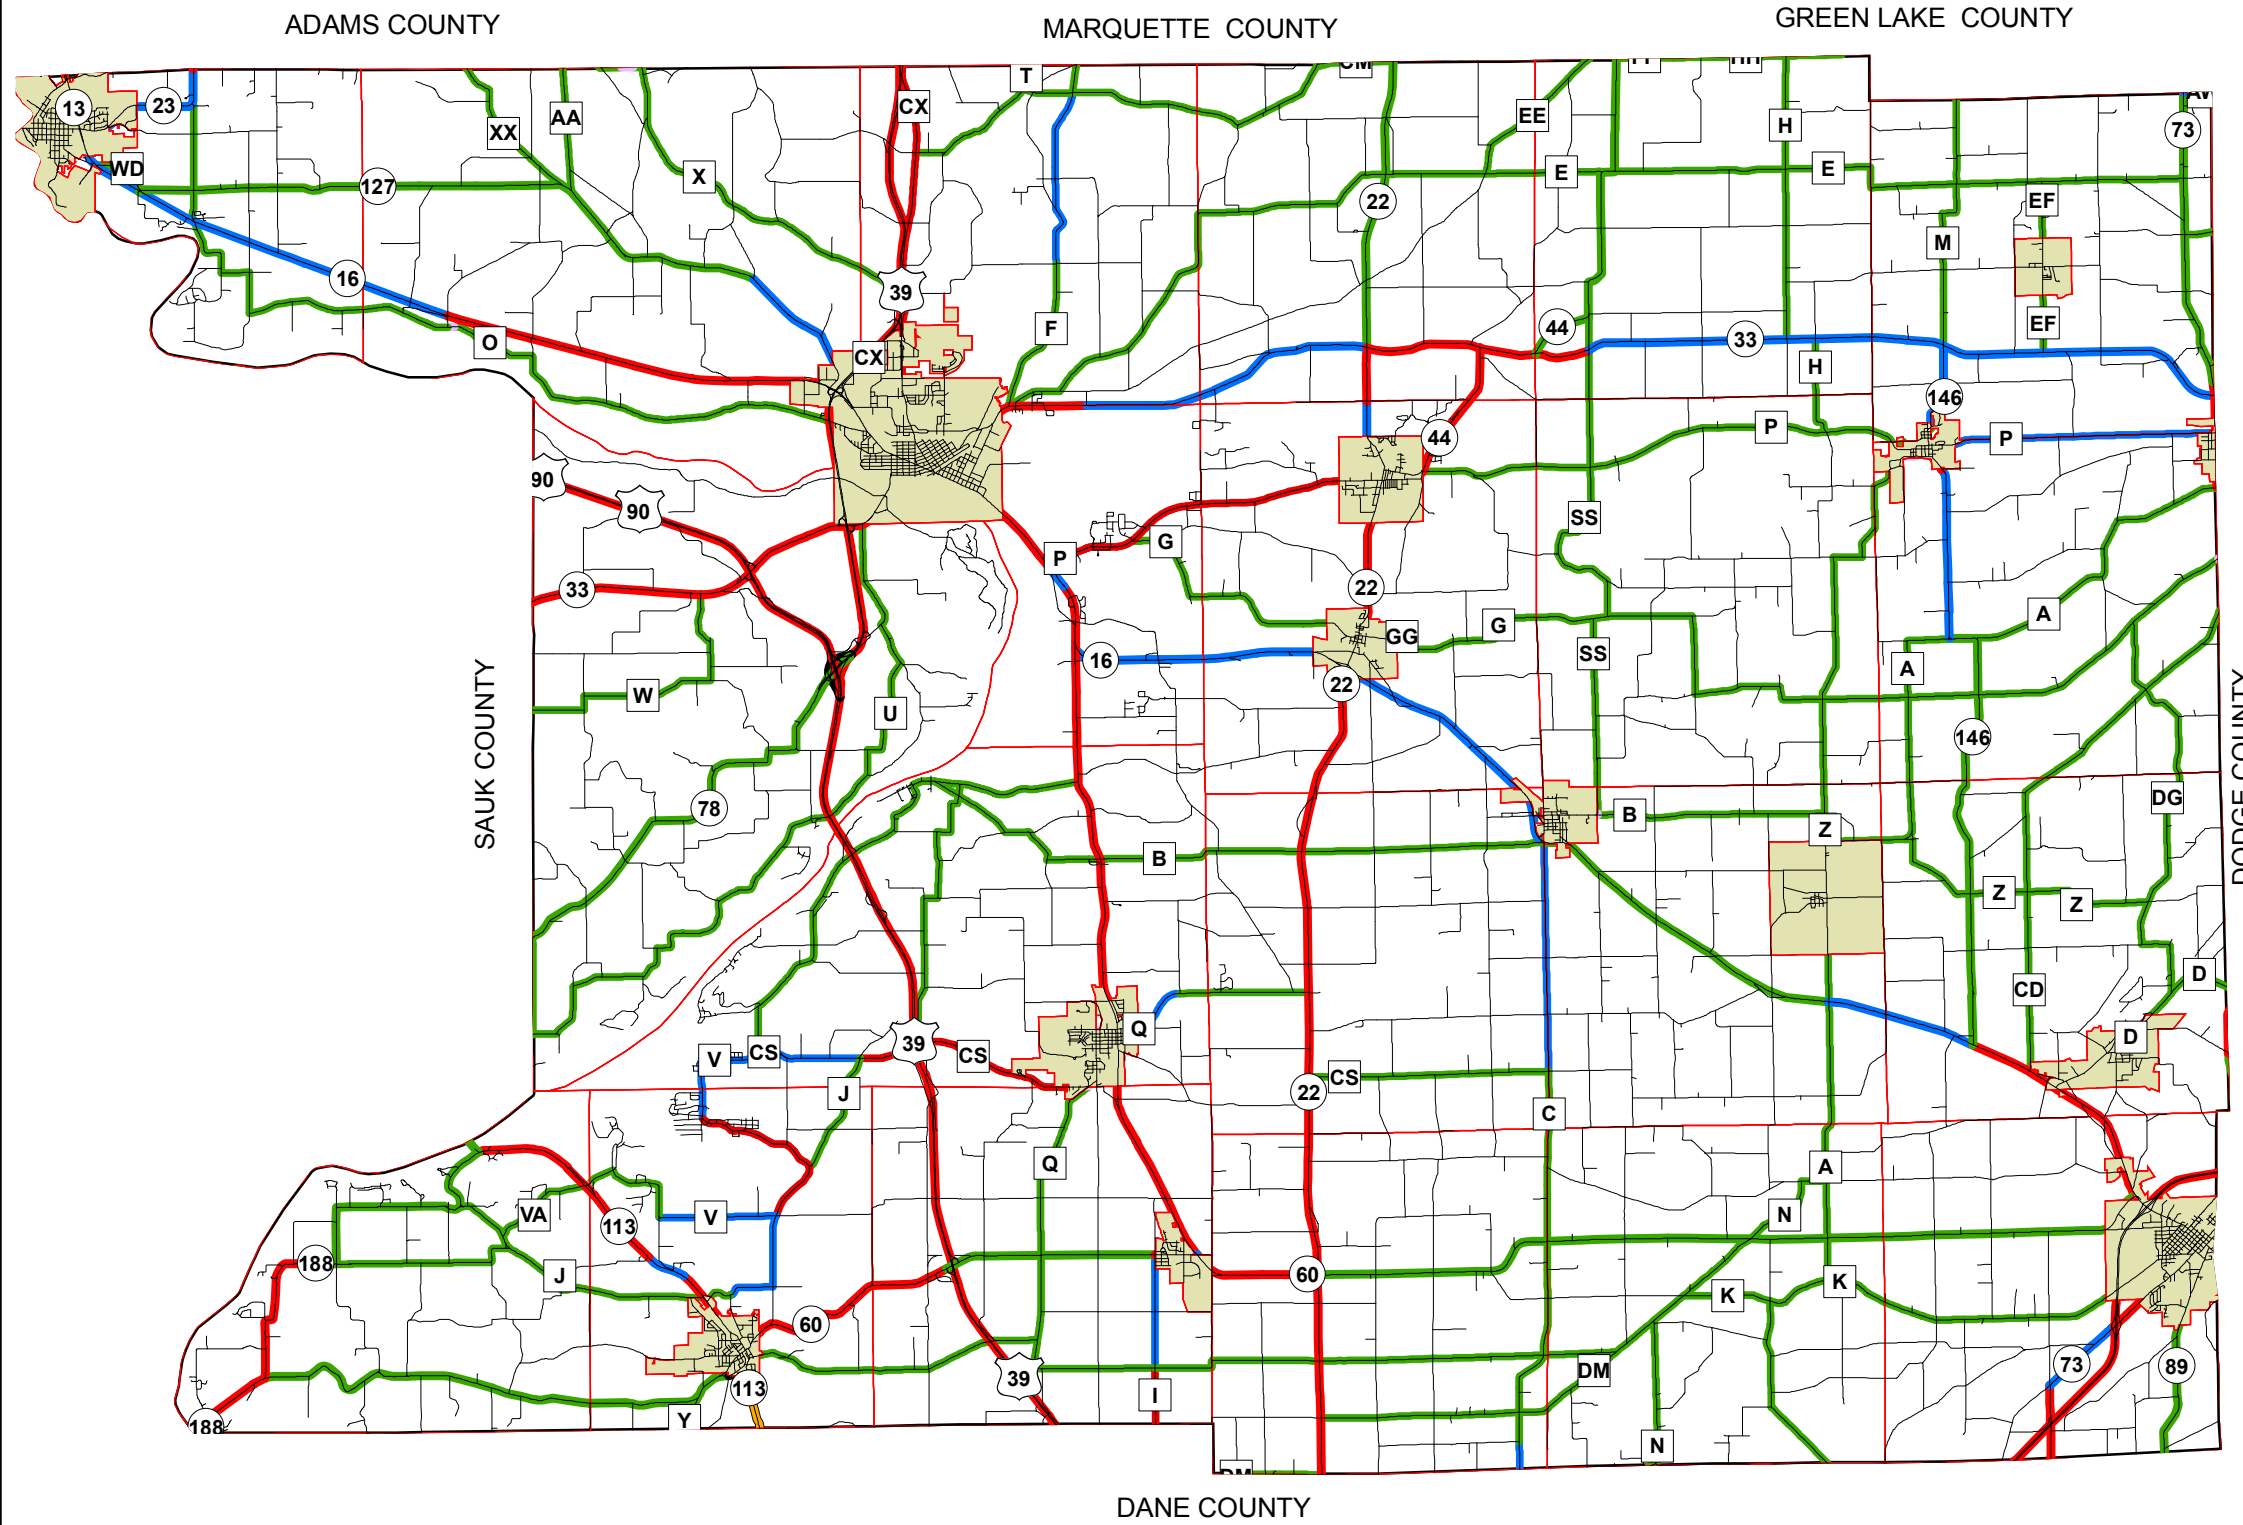 ADAMS COUNTY
MARQUETTE COUNTY
GREEN LAKE COUNTY
T
13
23
CX
AA
XX
EE
H
73
WD
X
127
E
E
22
EF
M
16
39
F
44
33
EF
O
CX
H
146
P
P
44
90
90
SS
G
P
33
22
A
G
GG
SS
16
A
W
22
U
146
SAUK COUNTY
DODGE COUNTY
78
DG
B
Z
B
Z
Z
D
CD
Q
D
39
V
CS
CS
CS
22
J
C
Q
A
VA
V
N
113
188
J
60
K
K
60
DM
73
89
39
113
I
Y
188
N
DM
DANE COUNTY